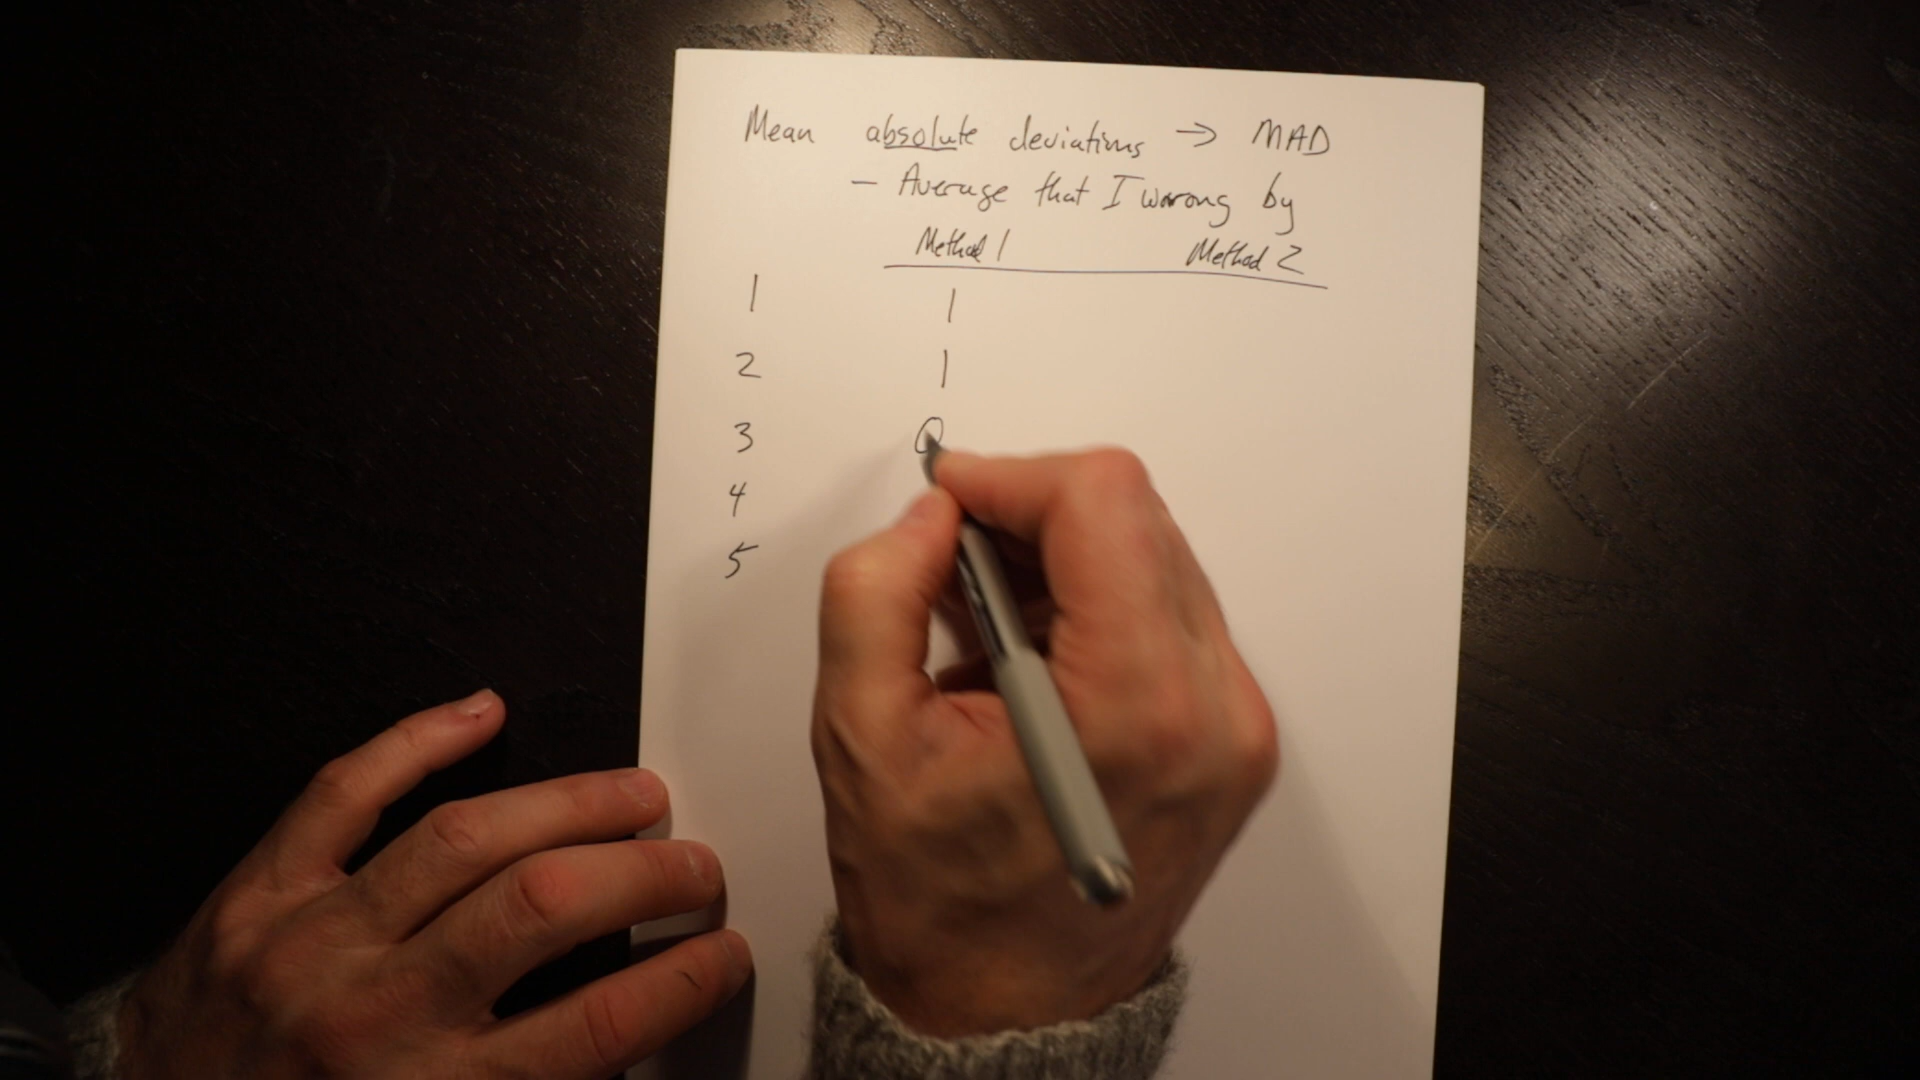 Mean absolute deviations → MAD
- Average that I wrong by
Method 1 Method 2
1 1
2 1
3 0
4
5